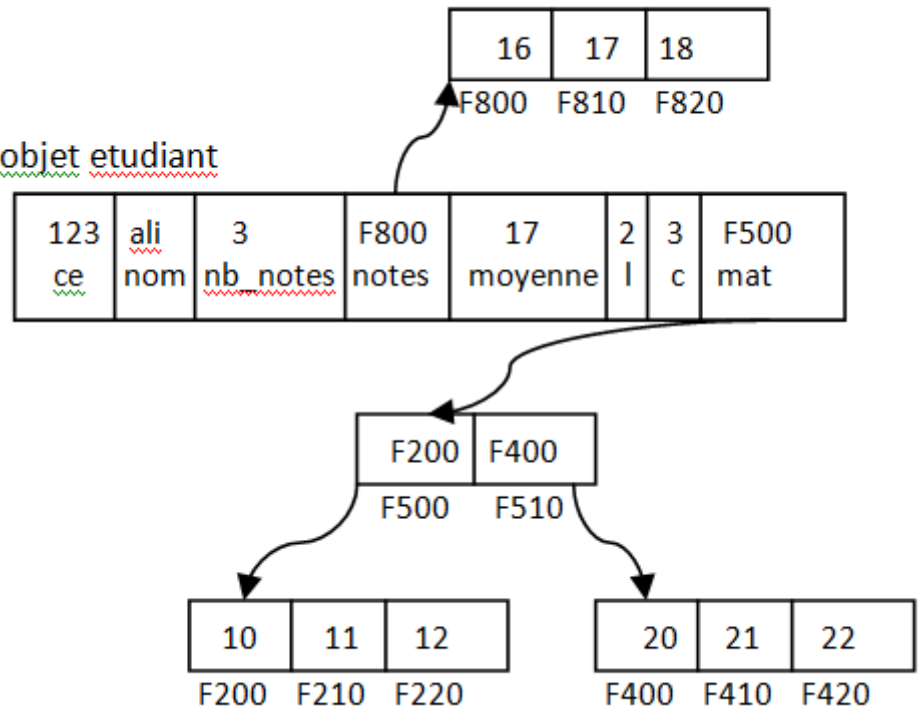 16 17 18
F800 F810 F820
objet etudiant
123 ali 3 F800 17 2 3 F500
ce nom nb_notes notes moyenne l c mat
F200 F400
F500 F510
10 11 12 20 21 22
F200 F210 F220 F400 F410 F420